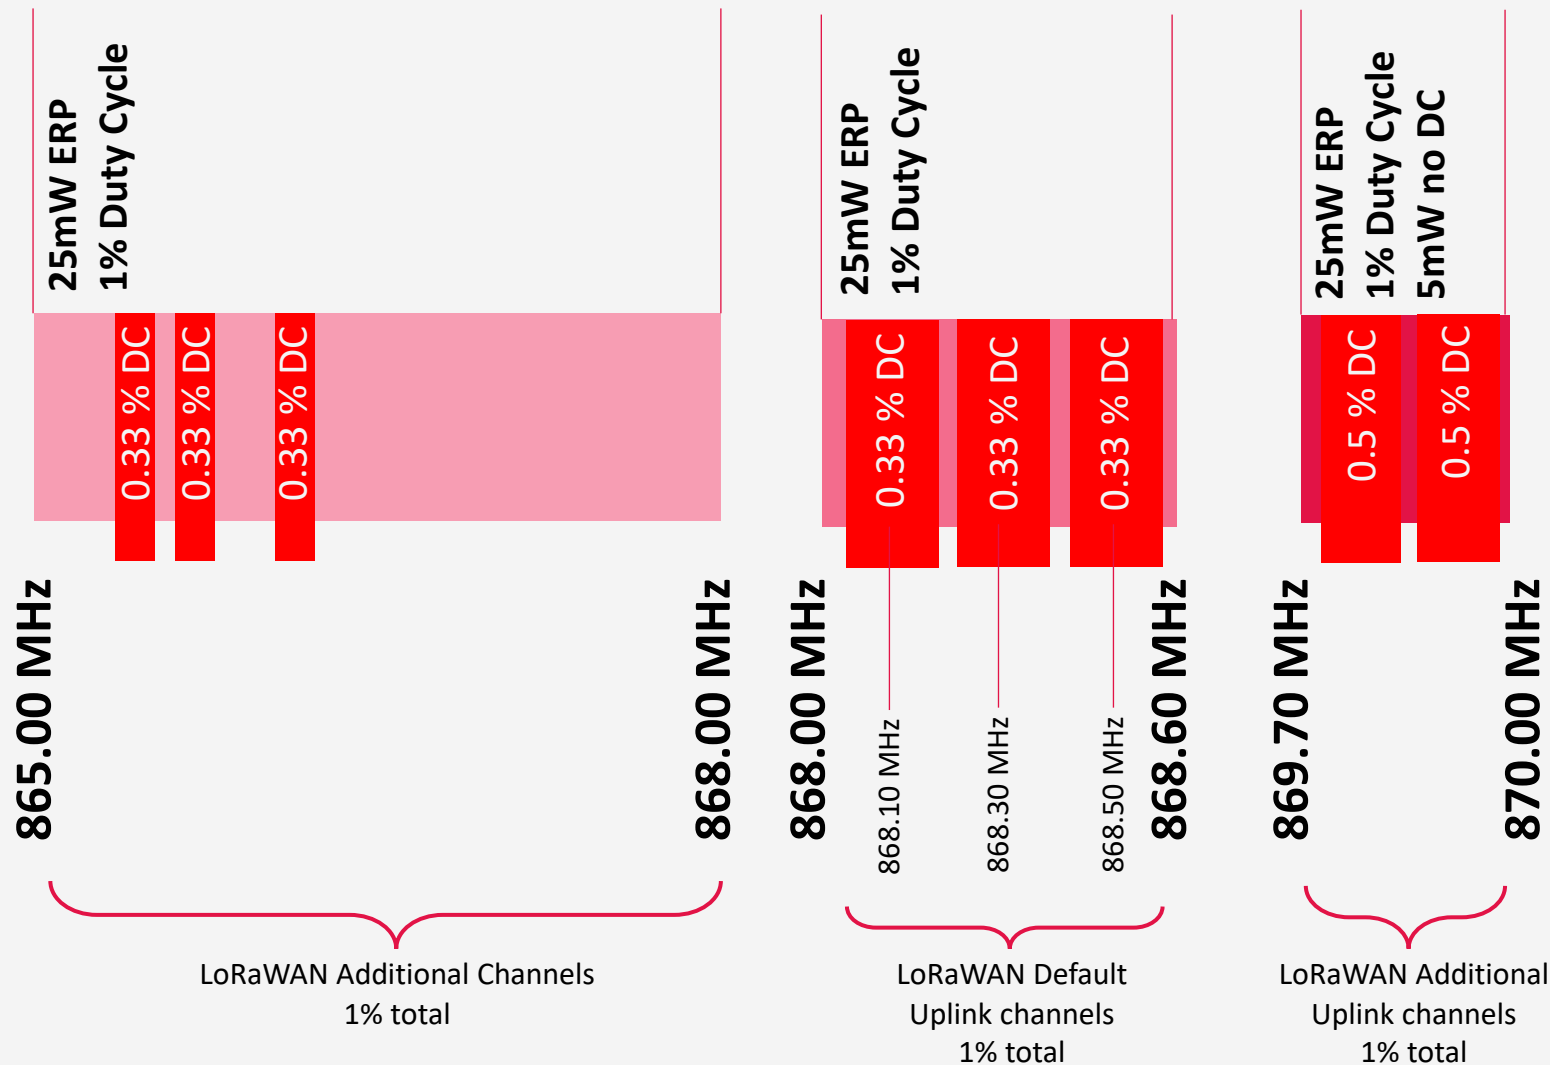 25mW ERP
1% Duty Cycle
0.33 % DC
0.33 % DC
0.33 % DC
865.00 MHz
868.00 MHz
LoRaWAN Additional Channels
1% total
25mW ERP
1% Duty Cycle
0.33 % DC
0.33 % DC
0.33 % DC
868.00 MHz
868.10 MHz
868.30 MHz
868.50 MHz
868.60 MHz
LoRaWAN Default
Uplink channels
1% total
25mW ERP
1% Duty Cycle
5mW no DC
0.5 % DC
0.5 % DC
869.70 MHz
870.00 MHz
LoRaWAN Additional
Uplink channels
1% total